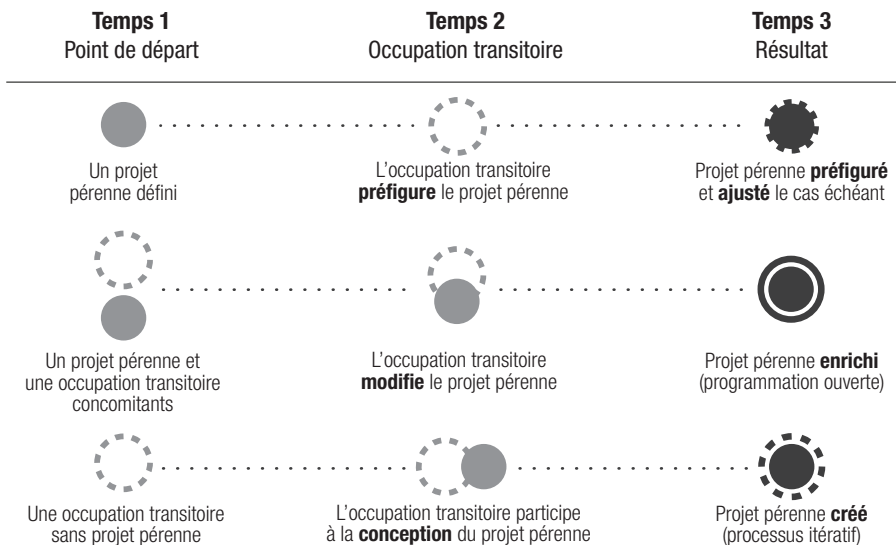 Temps 1
Point de départ
Temps 2
Occupation transitoire
Temps 3
Résultat
Un projet
pérenne défini
L'occupation transitoire
préfigure le projet pérenne
Projet pérenne préfiguré
et ajusté le cas échéant
Un projet pérenne et
une occupation transitoire
concomitants
L'occupation transitoire
modifie le projet pérenne
Projet pérenne enrichi
(programmation ouverte)
Une occupation transitoire
sans projet pérenne
L'occupation transitoire participe
à la conception du projet pérenne
Projet pérenne créé
(processus itératif)